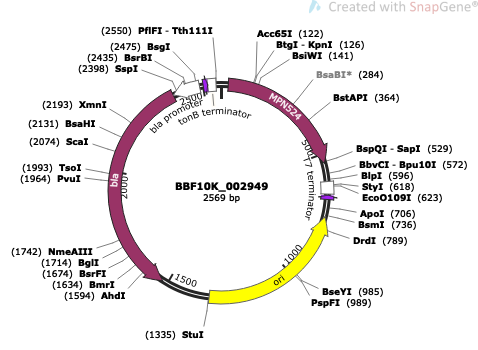 Created with SnapGene®
(2550) PflFI - Tth111I
(2475) BsgI
(2435) BsrBI
(2398) SspI
(2193) XmnI
(2131) BsaHI
(2074) ScaI
(1993) TsoI
(1964) PvuI
(1742) NmeAIII
(1714) BglI
(1674) BsrFI
(1634) BmrI
(1594) AhdI
(1335) StuI
Acc65I (122)
BtgI - KpnI (126)
BsiWI (141)
BsaBI* (284)
BstAPI (364)
BspQI - SapI (529)
BbvCI - Bpu10I (572)
BlpI (596)
StyI (618)
EcoO109I (623)
ApoI (706)
BsmI (736)
DrdI (789)
BseYI (985)
PspFI (989)
MPN524
T7 terminator
ori
bla
bla promoter
tonB terminator
500
1000
1500
2000
2500
BBF10K_002949
2569 bp